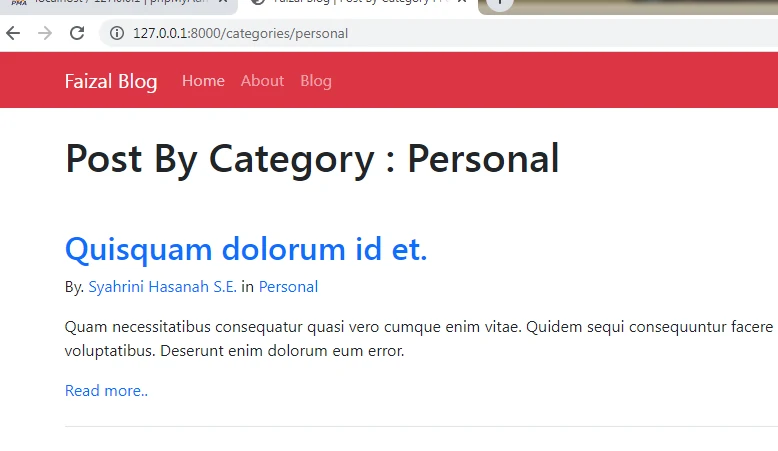 localhost / 127.0.0.1 | phpMyAdm
Faizal Blog | Post By Category : Pe
127.0.0.1:8000/categories/personal
Faizal Blog Home About Blog
Post By Category : Personal
Quisquam dolorum id et.
By. Syahrini Hasanah S.E. in Personal
Quam necessitatibus consequatur quasi vero cumque enim vitae. Quidem sequi consequuntur facere
voluptatibus. Deserunt enim dolorum eum error.
Read more..